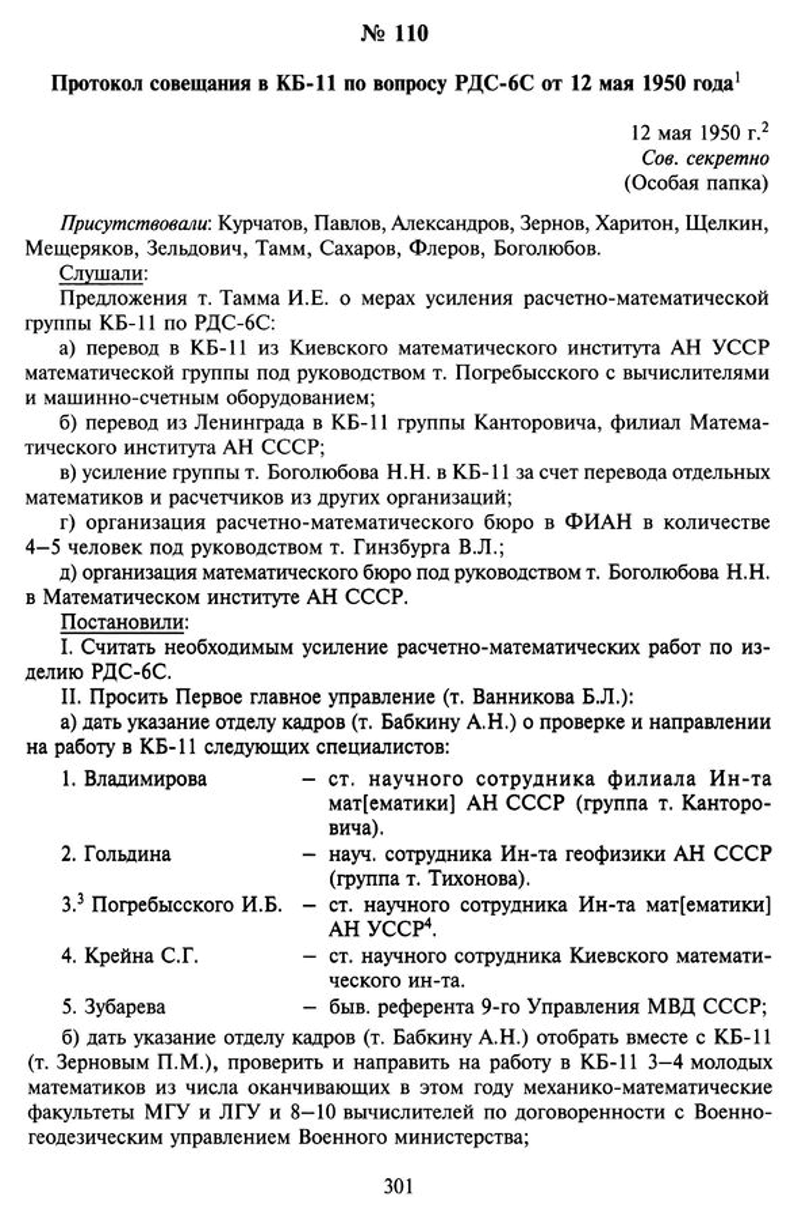 № 110
Протокол совещания в КБ-11 по вопросу РДС-6С от 12 мая 1950 года¹
12 мая 1950 г.²
Сов. секретно
(Особая папка)
Присутствовали: Курчатов, Павлов, Александров, Зернов, Харитон, Щелкин,
Мещеряков, Зельдович, Тамм, Сахаров, Флеров, Боголюбов.
Слушали:
Предложения т. Тамма И.Е. о мерах усиления расчетно-математической
группы КБ-11 по РДС-6С:
а) перевод в КБ-11 из Киевского математического института АН УССР
математической группы под руководством т. Погребысского с вычислителями
и машинно-счетным оборудованием;
б) перевод из Ленинграда в КБ-11 группы Канторовича, филиал Матема-
тического института АН СССР;
в) усиление группы т. Боголюбова Н.Н. в КБ-11 за счет перевода отдельных
математиков и расчетчиков из других организаций;
г) организация расчетно-математического бюро в ФИАН в количестве
4–5 человек под руководством т. Гинзбурга В.Л.;
д) организация математического бюро под руководством т. Боголюбова Н.Н.
в Математическом институте АН СССР.
Постановили:
I. Считать необходимым усиление расчетно-математических работ по из-
делию РДС-6С.
II. Просить Первое главное управление (т. Ванникова Б.Л.):
а) дать указание отделу кадров (т. Бабкину А.Н.) о проверке и направлении
на работу в КБ-11 следующих специалистов:
1. Владимирова – ст. научного сотрудника филиала Ин-та
мат[ематики] АН СССР (группа т. Канторо-
вича).
2. Гольдина – науч. сотрудника Ин-та геофизики АН СССР
(группа т. Тихонова).
3.³ Погребысского И.Б. – ст. научного сотрудника Ин-та мат[ематики]
АН УССР⁴.
4. Крейна С.Г. – ст. научного сотрудника Киевского математи-
ческого ин-та.
5. Зубарева – быв. референта 9-го Управления МВД СССР;
б) дать указание отделу кадров (т. Бабкину А.Н.) отобрать вместе с КБ-11
(т. Зерновым П.М.), проверить и направить на работу в КБ-11 3–4 молодых
математиков из числа оканчивающих в этом году механико-математические
факультеты МГУ и ЛГУ и 8–10 вычислителей по договоренности с Военно-
геодезическим управлением Военного министерства;
301